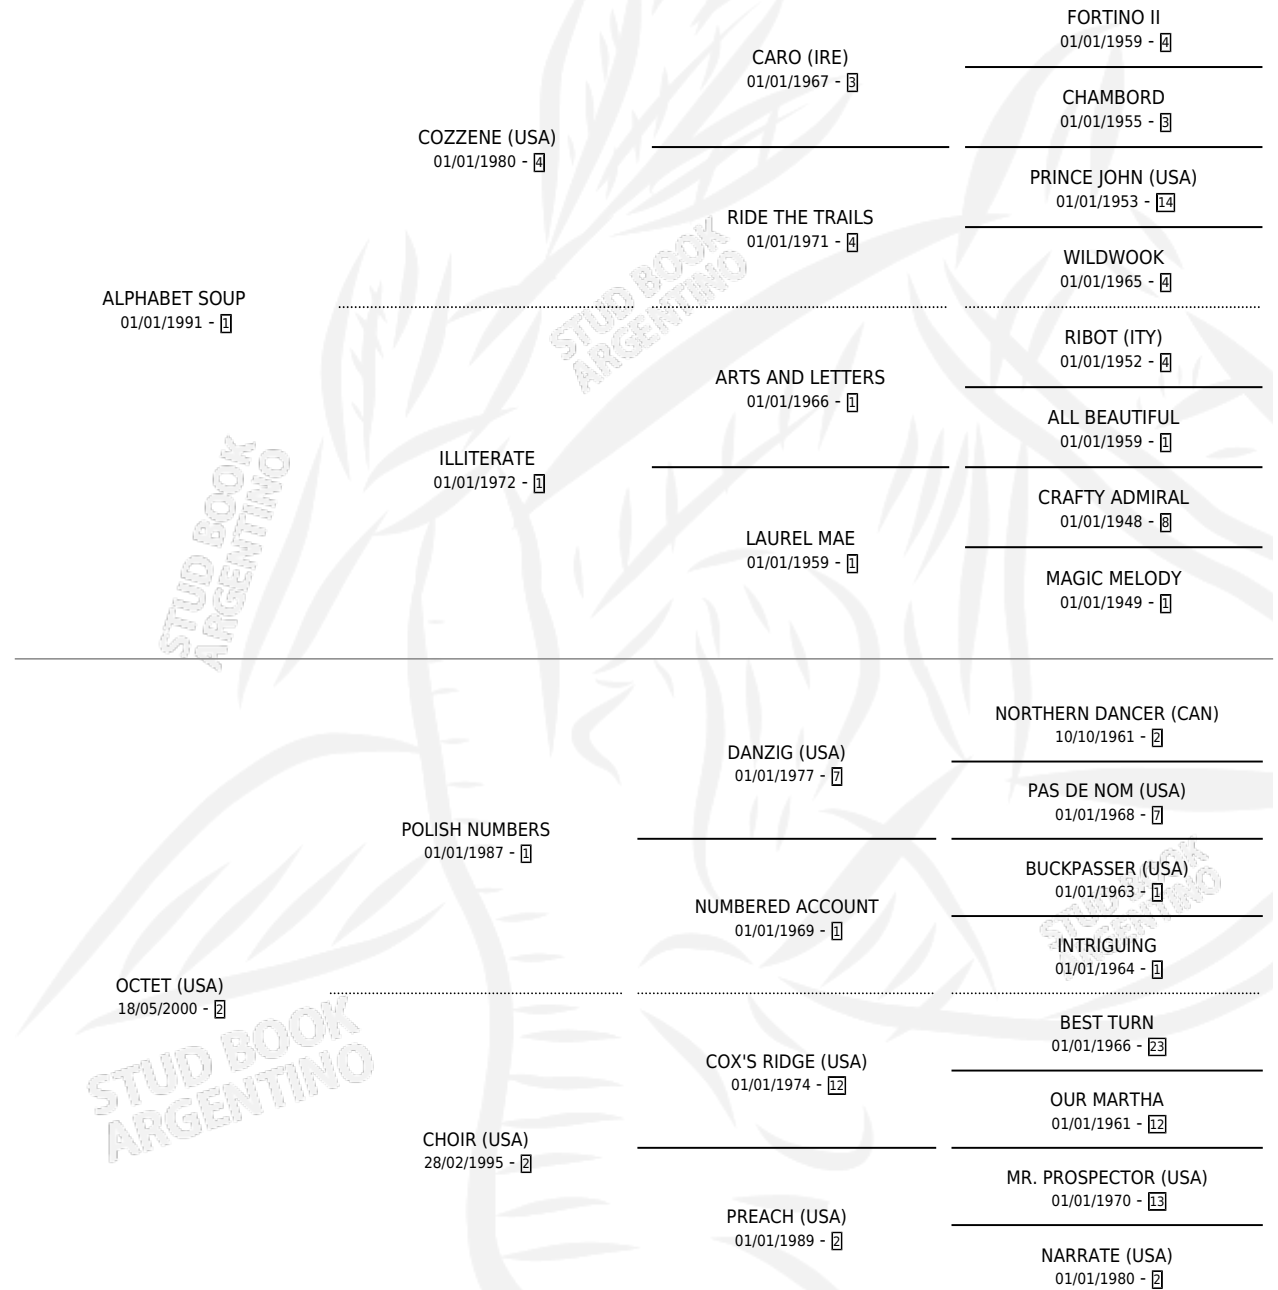 FORTINO II
01/01/1959 - 4
CARO (IRE)
01/01/1967 - 3
CHAMBORD
01/01/1955 - 3
COZZENE (USA)
01/01/1980 - 4
PRINCE JOHN (USA)
01/01/1953 - 14
RIDE THE TRAILS
01/01/1971 - 4
WILDWOOK
01/01/1965 - 4
ALPHABET SOUP
01/01/1991 - 1
STUD BOOK
ARGENTINO
RIBOT (ITY)
01/01/1952 - 4
ARTS AND LETTERS
01/01/1966 - 1
ALL BEAUTIFUL
01/01/1959 - 1
ILLITERATE
01/01/1972 - 1
CRAFTY ADMIRAL
01/01/1948 - 8
LAUREL MAE
01/01/1959 - 1
MAGIC MELODY
01/01/1949 - 1
STUD BOOK
ARGENTINO
NORTHERN DANCER (CAN)
10/10/1961 - 2
DANZIG (USA)
01/01/1977 - 7
PAS DE NOM (USA)
01/01/1968 - 7
POLISH NUMBERS
01/01/1987 - 1
BUCKPASSER (USA)
01/01/1963 - 1
NUMBERED ACCOUNT
01/01/1969 - 1
INTRIGUING
01/01/1964 - 1
STUD BOOK
ARGENTINO
OCTET (USA)
18/05/2000 - 2
BEST TURN
01/01/1966 - 23
COX'S RIDGE (USA)
01/01/1974 - 12
OUR MARTHA
01/01/1961 - 12
STUD BOOK
ARGENTINO
CHOIR (USA)
28/02/1995 - 2
MR. PROSPECTOR (USA)
01/01/1970 - 13
PREACH (USA)
01/01/1989 - 2
NARRATE (USA)
01/01/1980 - 2